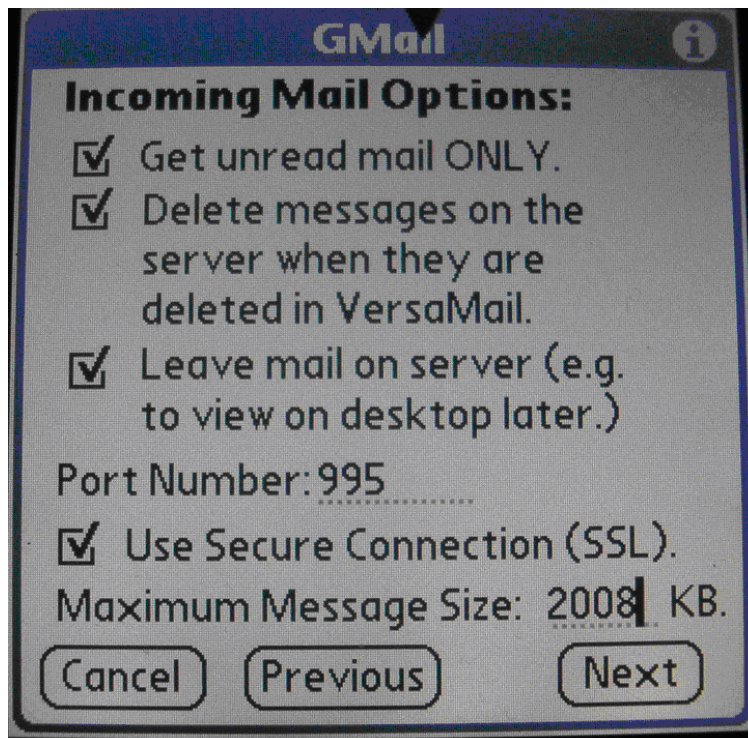 GMail
Incoming Mail Options:
Get unread mail ONLY.
Delete messages on the
server when they are
deleted in VersaMail.
Leave mail on server (e.g.
to view on desktop later.)
Port Number: 995
Use Secure Connection (SSL).
Maximum Message Size: 2008 KB.
Cancel Previous Next